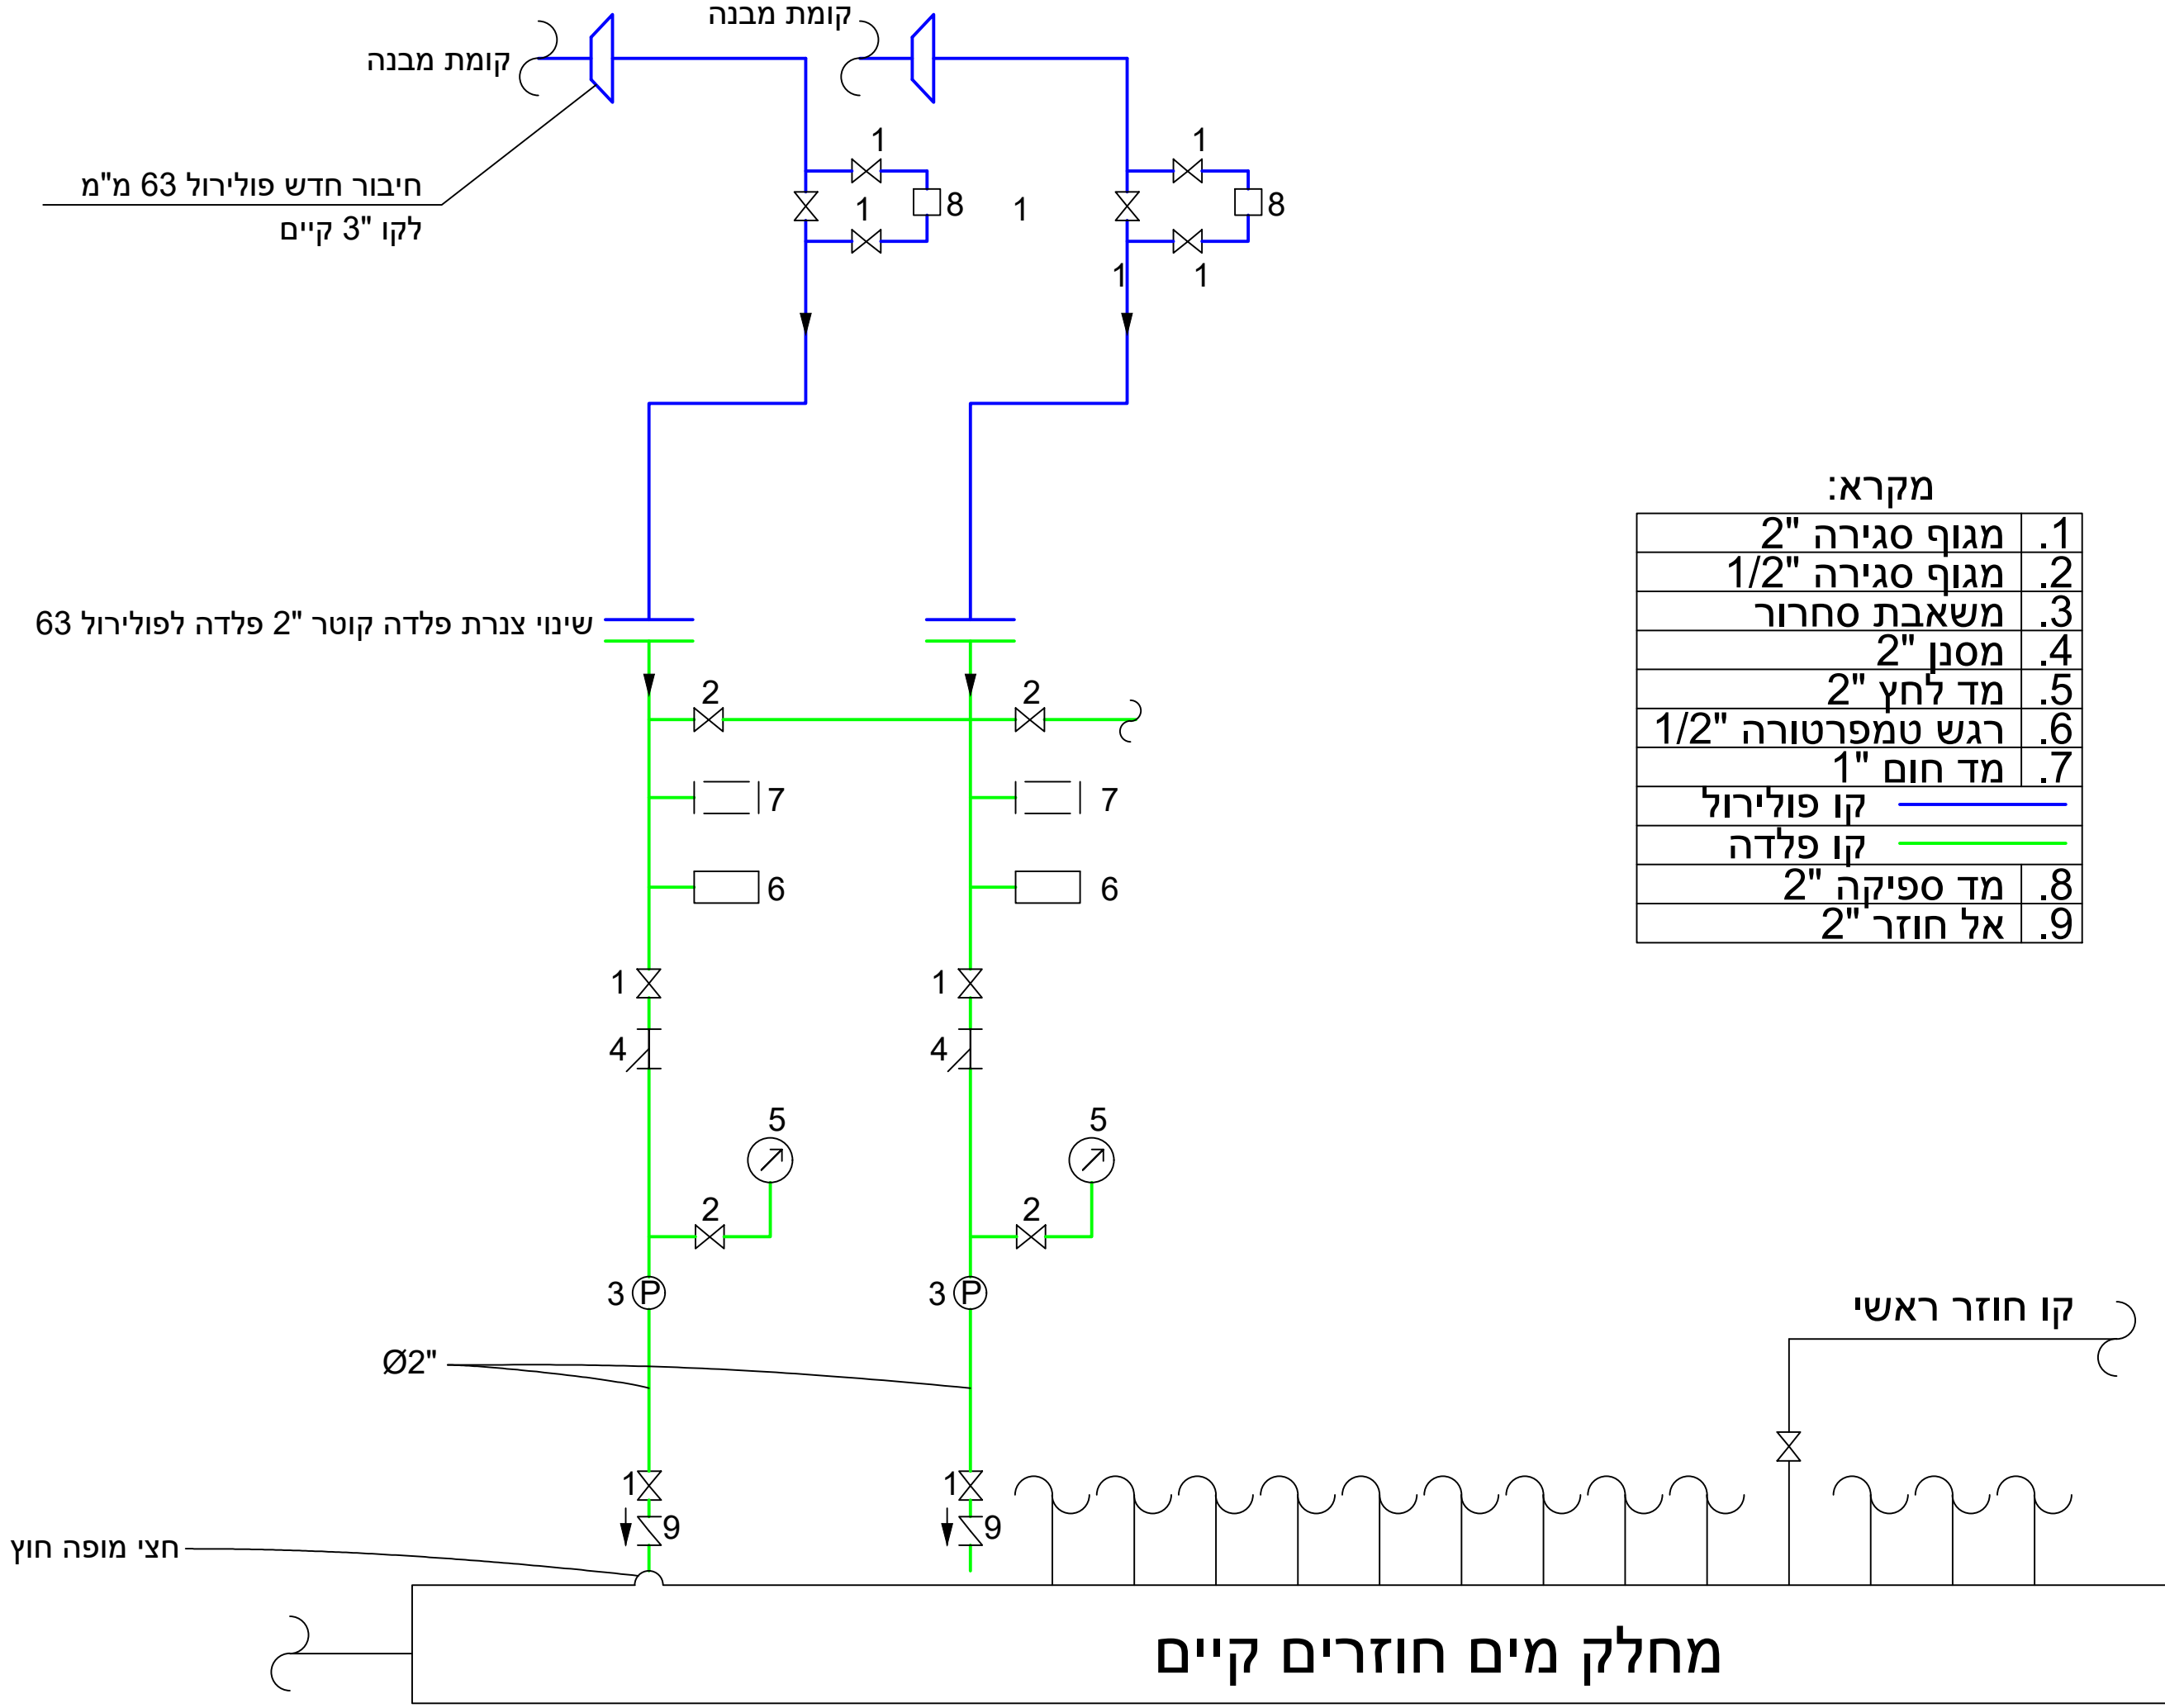 קומת מבנה
קומת מבנה
1
1
חיבור חדש פולירול 63 מ"מ
לקו 3" קיים
1
8
1
8
1
1
מקרא:
1. מגוף סגירה 2"
2. מגוף סגירה 1/2"
3. משאבת סחרור
4. מסנן 2"
5. מד לחץ 2"
6. רגש טמפרטורה 1/2"
7. מד חום 1"
קו פולירול
קו פלדה
8. מד ספיקה 2"
9. אל חוזר 2"
שינוי צנרת פלדה קוטר 2" פלדה לפולירול 63
2
2
7
7
6
6
1
1
4
4
5
5
2
2
3 P
3 P
קו חוזר ראשי
Ø2"
1
1
9
9
חצי מופה חוץ
מחלק מים חוזרים קיים